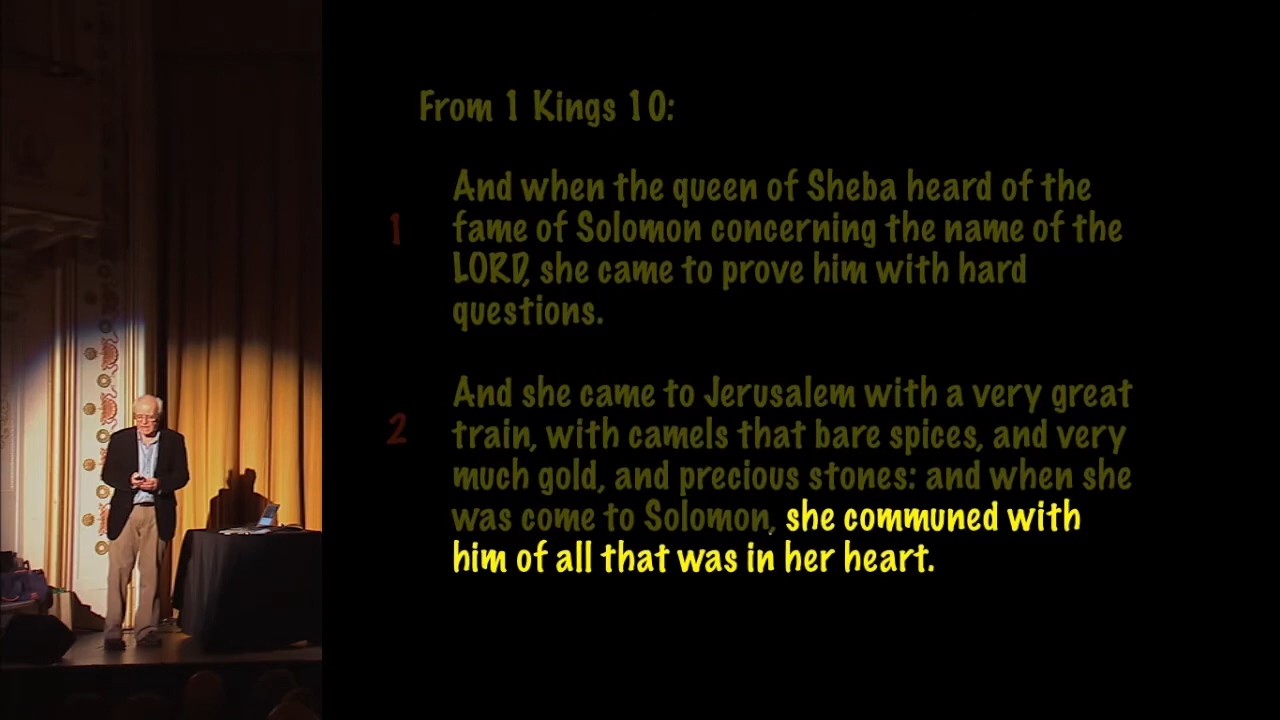 From 1 Kings 10:
1
And when the queen of Sheba heard of the
fame of Solomon concerning the name of the
LORD, she came to prove him with hard
questions.
2
And she came to Jerusalem with a very great
train, with camels that bare spices, and very
much gold, and precious stones: and when she
was come to Solomon, she communed with
him of all that was in her heart.